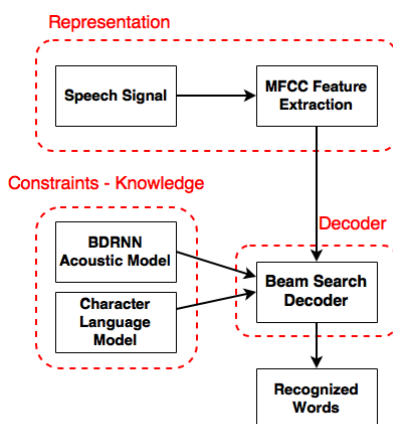 Representation
Speech Signal
MFCC Feature
Extraction
Constraints - Knowledge
Decoder
BDRNN
Acoustic Model
Beam Search
Decoder
Character
Language
Model
Recognized
Words